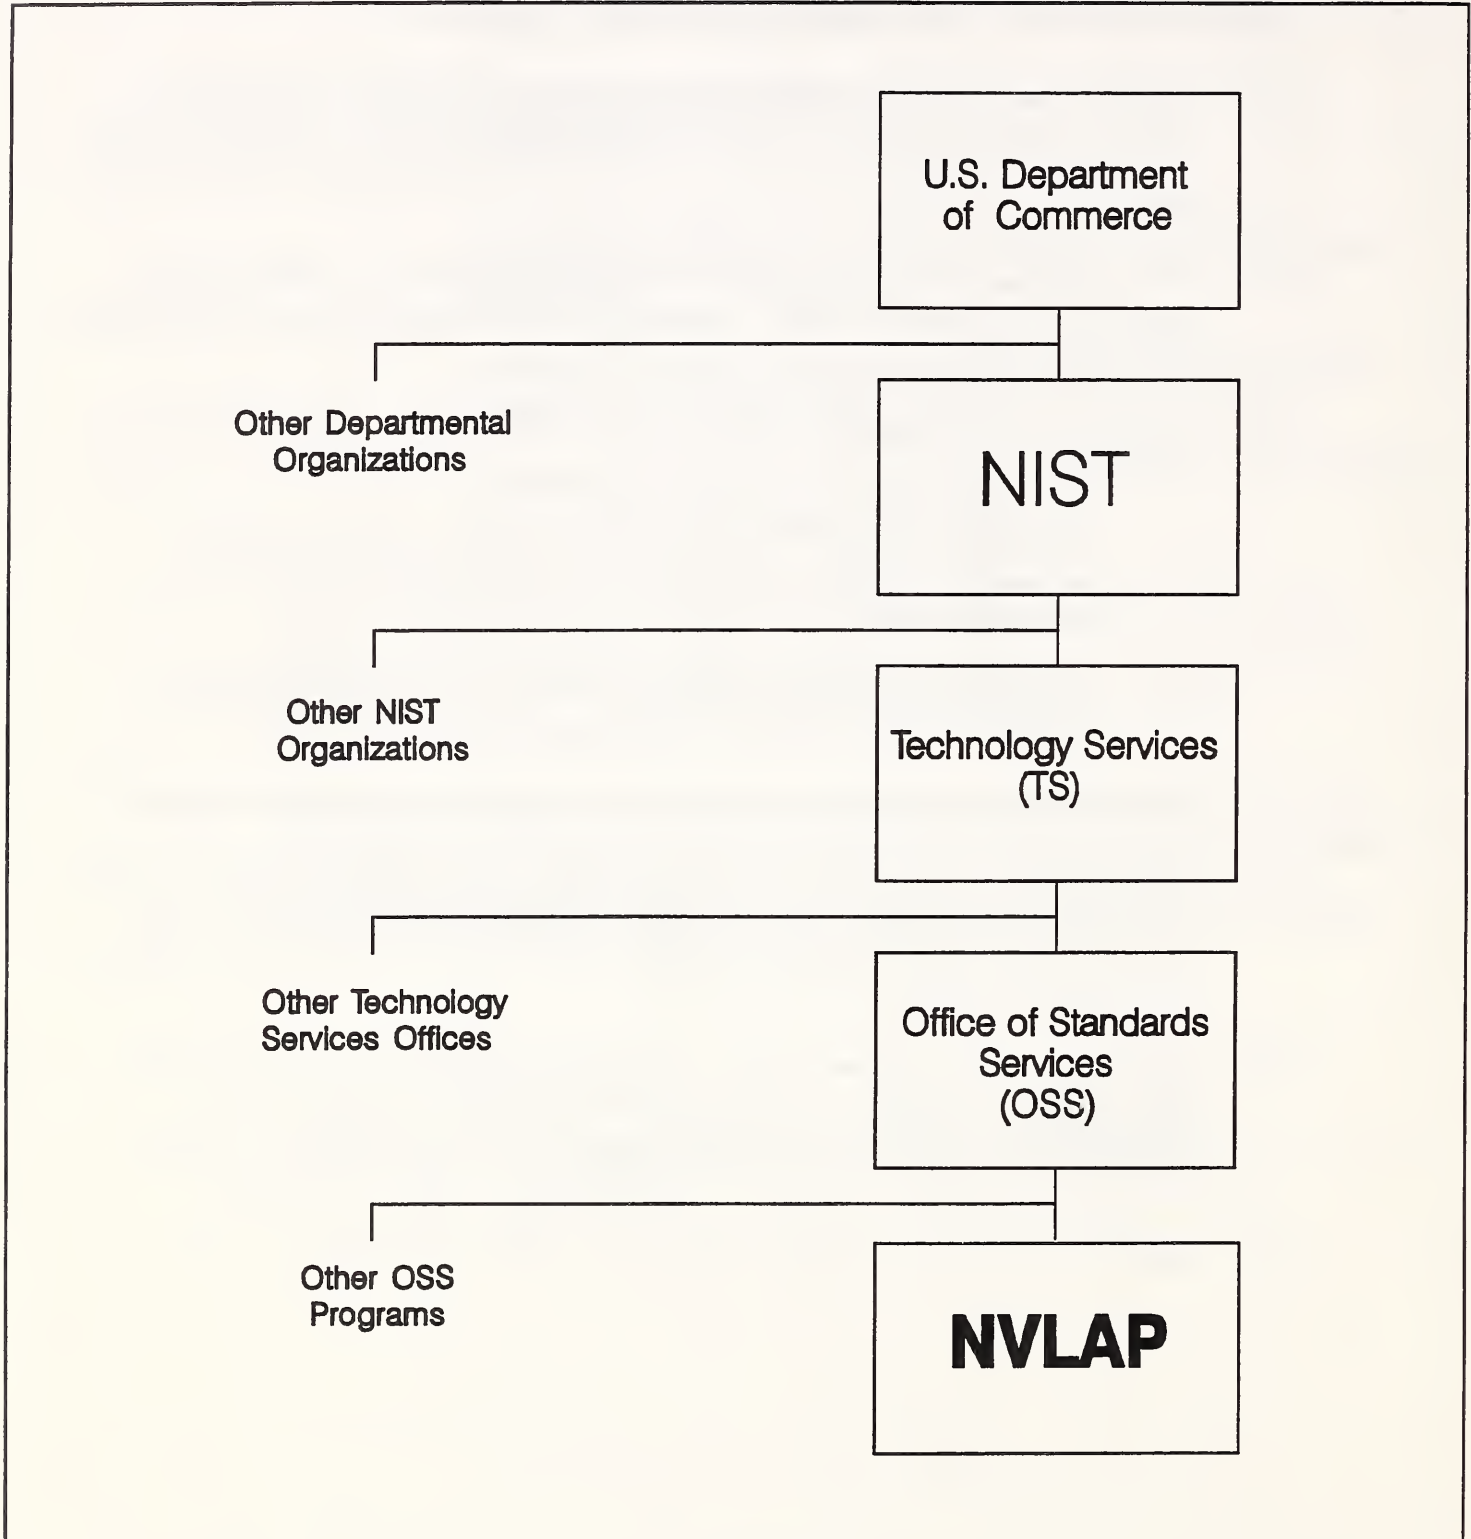 U.S. Department
of Commerce
Other Departmental
Organizations
NIST
Other NIST
Organizations
Technology Services
(TS)
Other Technology
Services Offices
Office of Standards
Services
(OSS)
Other OSS
Programs
NVLAP